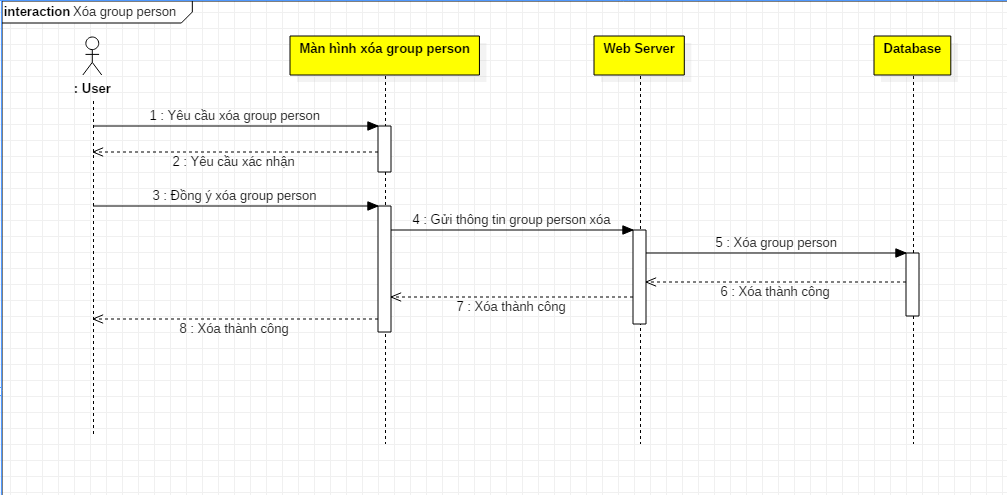 interaction Xóa group person
: User
Màn hình xóa group person
Web Server
Database
1 : Yêu cầu xóa group person
2 : Yêu cầu xác nhận
3 : Đồng ý xóa group person
4 : Gửi thông tin group person xóa
5 : Xóa group person
6 : Xóa thành công
7 : Xóa thành công
8 : Xóa thành công